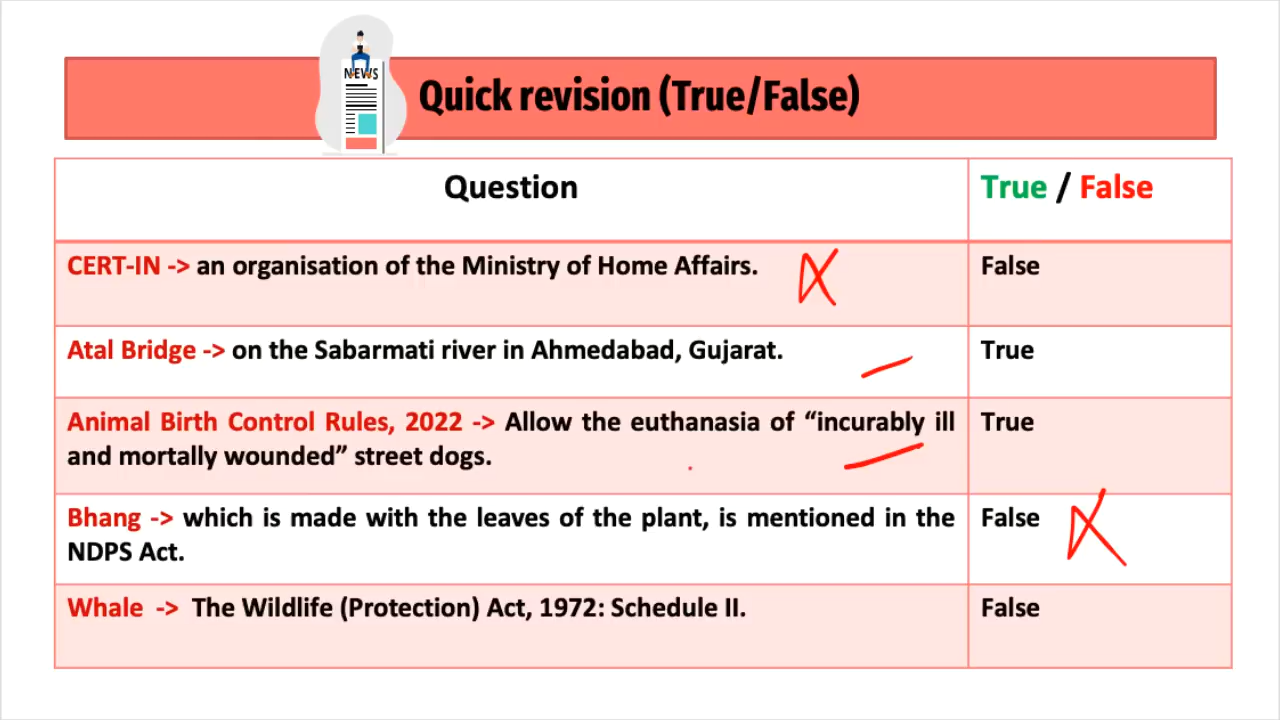 NEWS
Quick revision (True/False)
Question
True / False
CERT-IN -> an organisation of the Ministry of Home Affairs.
False
Atal Bridge -> on the Sabarmati river in Ahmedabad, Gujarat.
True
Animal Birth Control Rules, 2022 -> Allow the euthanasia of “incurably ill
and mortally wounded” street dogs.
True
Bhang -> which is made with the leaves of the plant, is mentioned in the
NDPS Act.
False
Whale -> The Wildlife (Protection) Act, 1972: Schedule II.
False